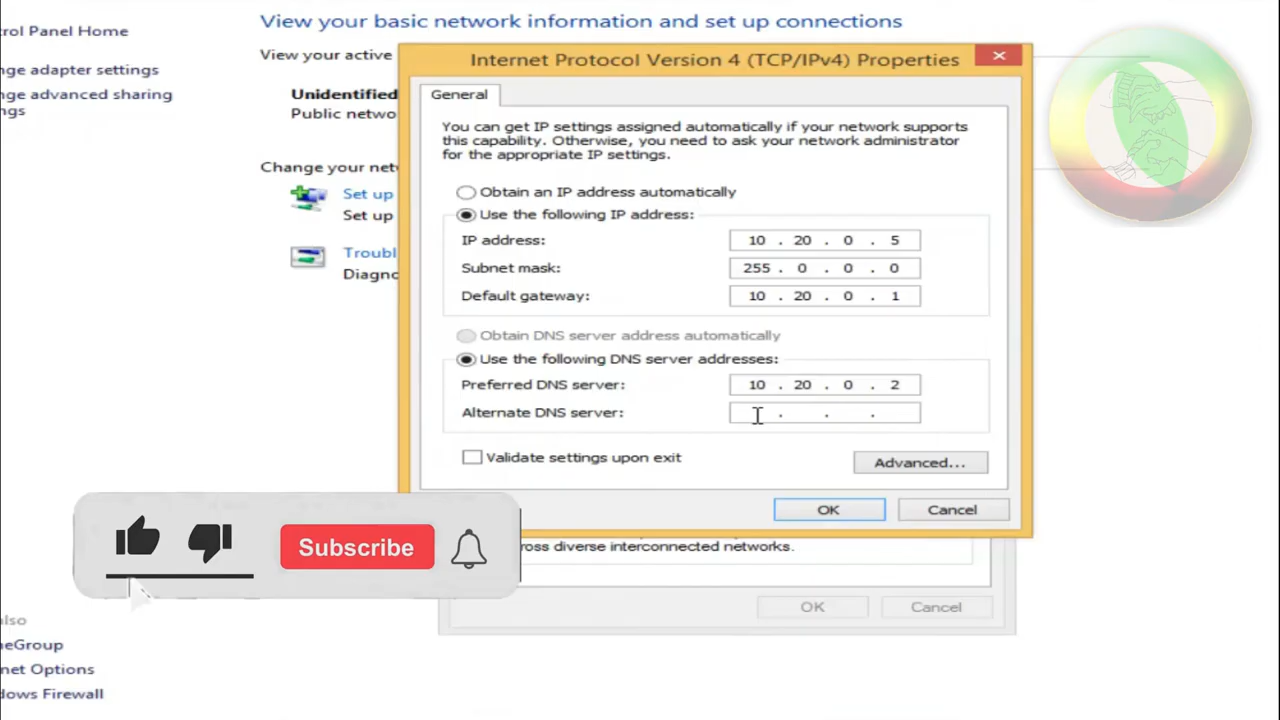 View your basic network information and set up connections
rol Panel Home
View your active
nge adapter settings
nge advanced sharing
ngs
Unidentified
Public netwo
Change your net
Set up
Set up
Troubl
Diagno
Internet Protocol Version 4 (TCP/IPv4) Properties
General
You can get IP settings assigned automatically if your network supports
this capability. Otherwise, you need to ask your network administrator
for the appropriate IP settings.
Obtain an IP address automatically
Use the following IP address:
IP address: 10 . 20 . 0 . 5
Subnet mask: 255 . 0 . 0 . 0
Default gateway: 10 . 20 . 0 . 1
Obtain DNS server address automatically
Use the following DNS server addresses:
Preferred DNS server: 10 . 20 . 0 . 2
Alternate DNS server: . . .
Validate settings upon exit
Advanced...
OK Cancel
ross diverse interconnected networks.
OK Cancel
Subscribe
lso
neGroup
net Options
dows Firewall